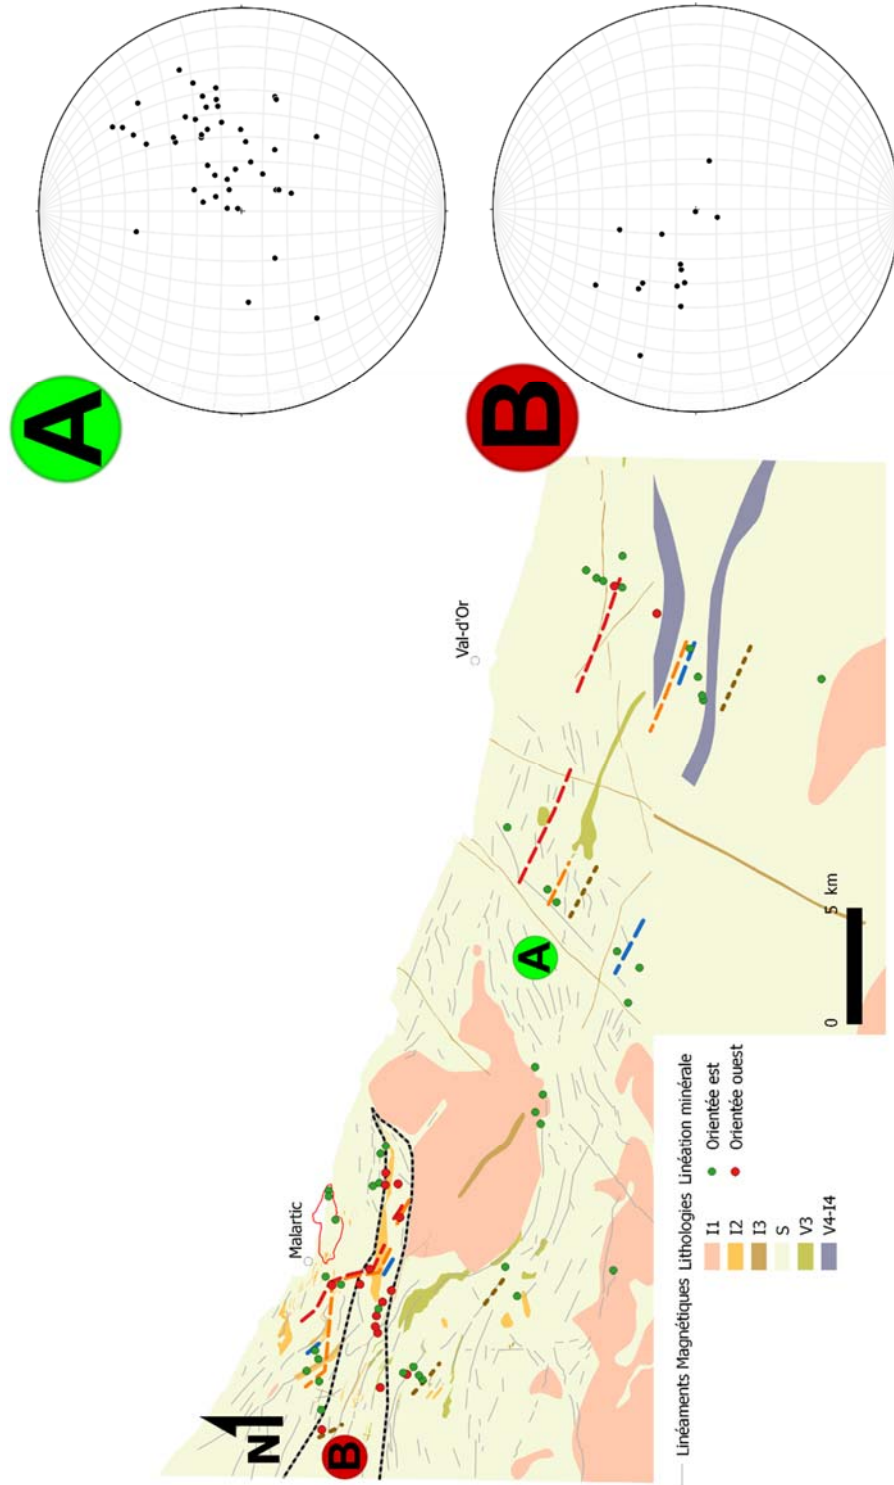 A
B
Val-d'Or
Malartic
N
A
B
0 5 km
Linéaments Magnétiques
Lithologies
I1
I2
I3
S
V3
V4-I4
Linéation minérale
Orientée est
Orientée ouest